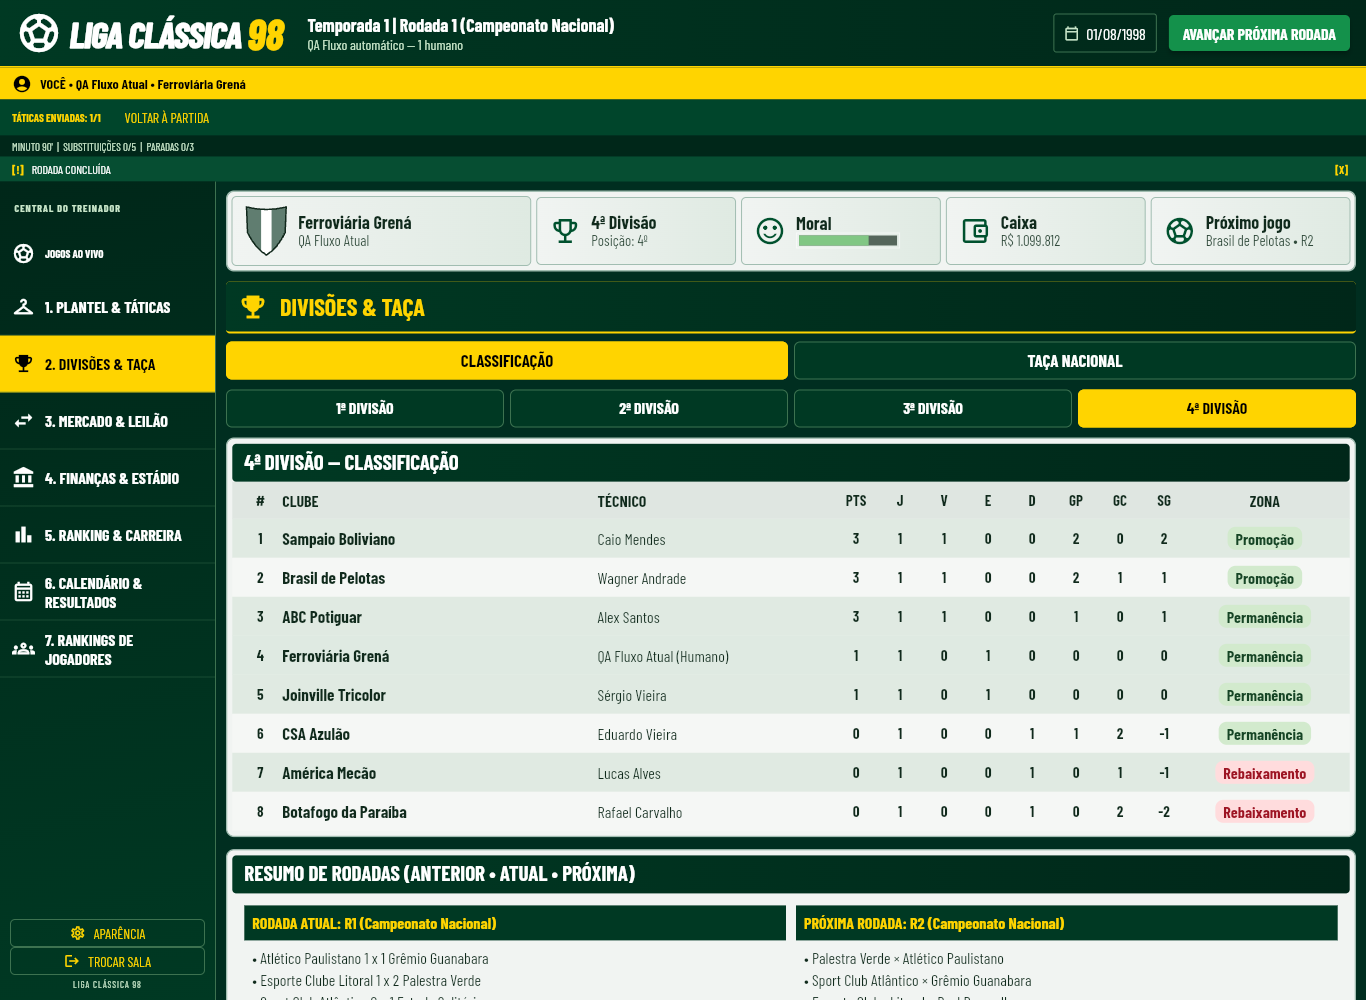 LIGA CLÁSSICA 98
Temporada 1 | Rodada 1 (Campeonato Nacional)
QA Fluxo automático — 1 humano
01/08/1998
AVANÇAR PRÓXIMA RODADA
VOCÊ • QA Fluxo Atual • Ferroviária Grená
TÁTICAS ENVIADAS: 1/1
VOLTAR À PARTIDA
MINUTO 90' | SUBSTITUIÇÕES 0/5 | PARADAS 0/3
[!] RODADA CONCLUÍDA
[X]
CENTRAL DO TREINADOR
JOGOS AO VIVO
1. PLANTEL & TÁTICAS
2. DIVISÕES & TAÇA
3. MERCADO & LEILÃO
4. FINANÇAS & ESTÁDIO
5. RANKING & CARREIRA
6. CALENDÁRIO &
RESULTADOS
7. RANKINGS DE
JOGADORES
APARÊNCIA
TROCAR SALA
LIGA CLÁSSICA 98
Ferroviária Grená
QA Fluxo Atual
4ª Divisão
Posição: 4º
Moral
Caixa
R$ 1.099.812
Próximo jogo
Brasil de Pelotas • R2
DIVISÕES & TAÇA
CLASSIFICAÇÃO
TAÇA NACIONAL
1ª DIVISÃO
2ª DIVISÃO
3ª DIVISÃO
4ª DIVISÃO
4ª DIVISÃO — CLASSIFICAÇÃO
# CLUBE TÉCNICO PTS J V E D GP GC SG ZONA
1 Sampaio Boliviano Caio Mendes 3 1 1 0 0 2 0 2 Promoção
2 Brasil de Pelotas Wagner Andrade 3 1 1 0 0 2 1 1 Promoção
3 ABC Potiguar Alex Santos 3 1 1 0 0 1 0 1 Permanência
4 Ferroviária Grená QA Fluxo Atual (Humano) 1 1 0 1 0 0 0 0 Permanência
5 Joinville Tricolor Sérgio Vieira 1 1 0 1 0 0 0 0 Permanência
6 CSA Azulão Eduardo Vieira 0 1 0 0 1 1 2 -1 Permanência
7 América Mecão Lucas Alves 0 1 0 0 1 0 1 -1 Rebaixamento
8 Botafogo da Paraíba Rafael Carvalho 0 1 0 0 1 0 2 -2 Rebaixamento
RESUMO DE RODADAS (ANTERIOR • ATUAL • PRÓXIMA)
RODADA ATUAL: R1 (Campeonato Nacional)
• Atlético Paulistano 1 x 1 Grêmio Guanabara
• Esporte Clube Litoral 1 x 2 Palestra Verde
PRÓXIMA RODADA: R2 (Campeonato Nacional)
• Palestra Verde × Atlético Paulistano
• Sport Club Atlântico × Grêmio Guanabara